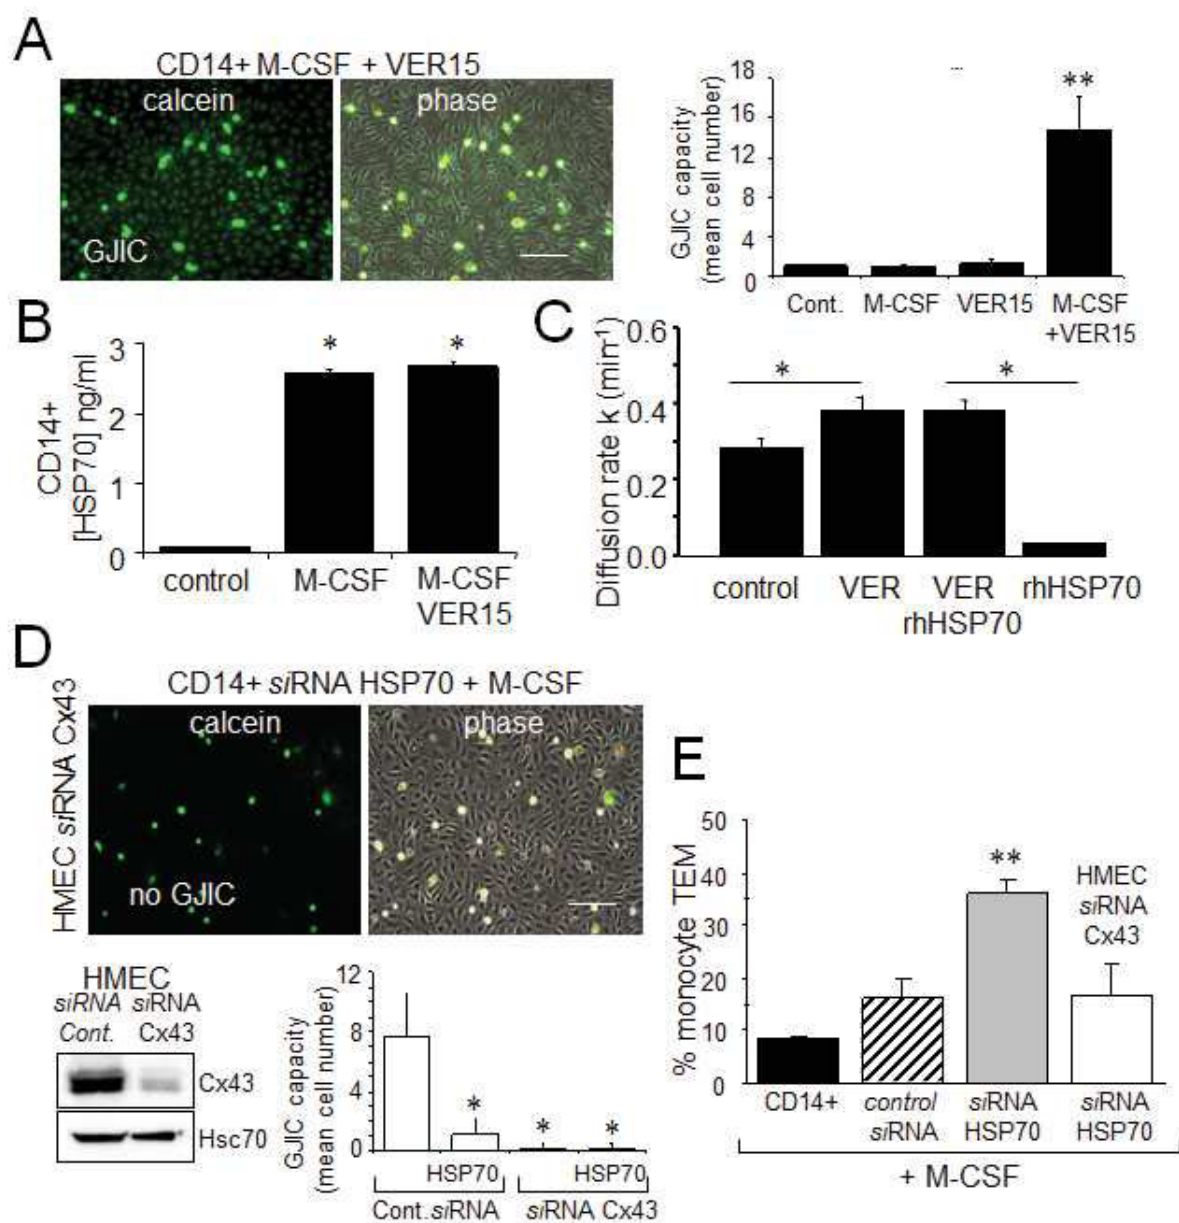 A
CD14+ M-CSF + VER15
calcein
phase
GJIC
GJIC capacity
(mean cell number)
18
16
12
8
4
0
**
Cont.
M-CSF
VER15
M-CSF
+VER15
B
CD14+
[HSP70] ng/ml
3
2
1
0
*
*
control
M-CSF
M-CSF
VER15
C
Diffusion rate k (min-1)
0.6
0.4
0.2
0.0
*
*
control
VER
VER
rhHSP70
rhHSP70
D
CD14+ siRNA HSP70 + M-CSF
HMEC siRNA Cx43
calcein
phase
no GJIC
HMEC
siRNA
siRNA
Cont.
Cx43
Cx43
Hsc70
GJIC capacity
(mean cell number)
12
8
4
0
*
*
*
HSP70
HSP70
Cont.siRNA
siRNA Cx43
E
% monocyte TEM
50
40
30
20
10
0
**
HMEC
siRNA
Cx43
CD14+
control
siRNA
siRNA
HSP70
siRNA
HSP70
+ M-CSF